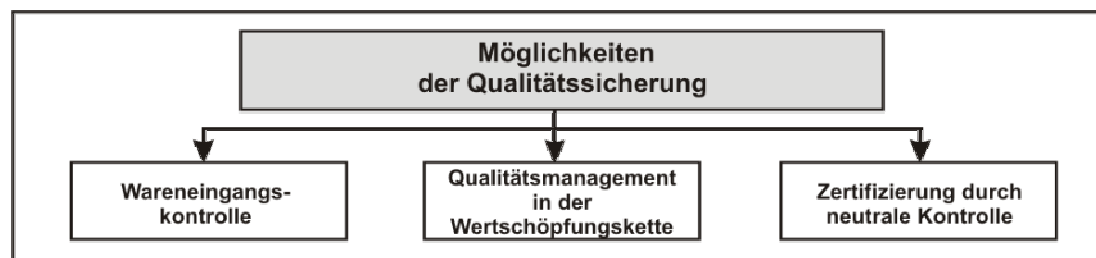 Möglichkeiten
der Qualitätssicherung
Wareneingangs-
kontrolle
Qualitätsmanagement
in der
Wertschöpfungskette
Zertifizierung durch
neutrale Kontrolle